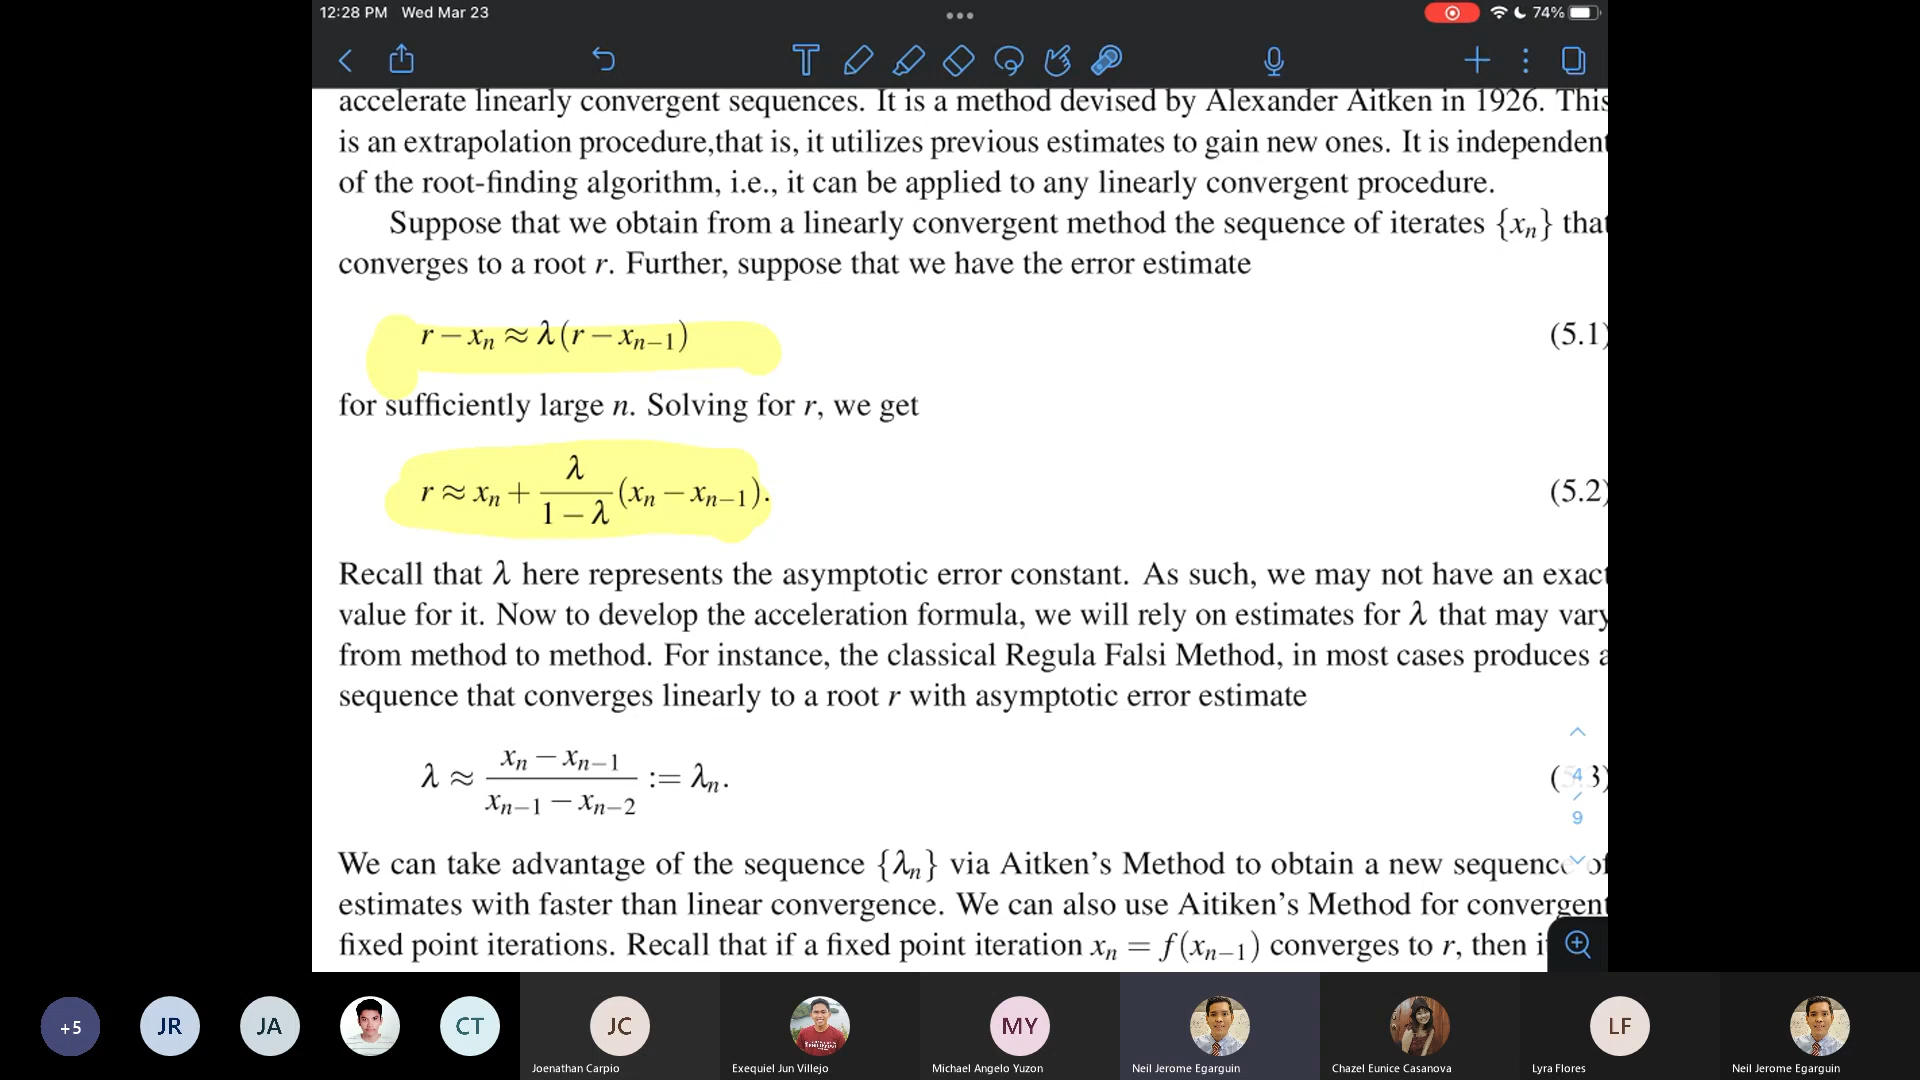 12:28 PM Wed Mar 23
74%
accelerate linearly convergent sequences. It is a method devised by Alexander Aitken in 1926. This
is an extrapolation procedure,that is, it utilizes previous estimates to gain new ones. It is independent
of the root-finding algorithm, i.e., it can be applied to any linearly convergent procedure.
Suppose that we obtain from a linearly convergent method the sequence of iterates {xₙ} that
converges to a root r. Further, suppose that we have the error estimate
r − xₙ ≈ λ(r − xₙ₋₁) (5.1)
for sufficiently large n. Solving for r, we get
r ≈ xₙ + λ/(1 − λ) (xₙ − xₙ₋₁). (5.2)
Recall that λ here represents the asymptotic error constant. As such, we may not have an exact
value for it. Now to develop the acceleration formula, we will rely on estimates for λ that may vary
from method to method. For instance, the classical Regula Falsi Method, in most cases produces a
sequence that converges linearly to a root r with asymptotic error estimate
λ ≈ (xₙ − xₙ₋₁)/(xₙ₋₁ − xₙ₋₂) := λₙ.
4 / 9
We can take advantage of the sequence {λₙ} via Aitken's Method to obtain a new sequence of
estimates with faster than linear convergence. We can also use Aitiken's Method for convergent
fixed point iterations. Recall that if a fixed point iteration xₙ = f(xₙ₋₁) converges to r, then i
+5 JR JA CT JC MY LF
Joenathan Carpio
Exequiel Jun Villejo
Michael Angelo Yuzon
Neil Jerome Egarguin
Chazel Eunice Casanova
Lyra Flores
Neil Jerome Egarguin